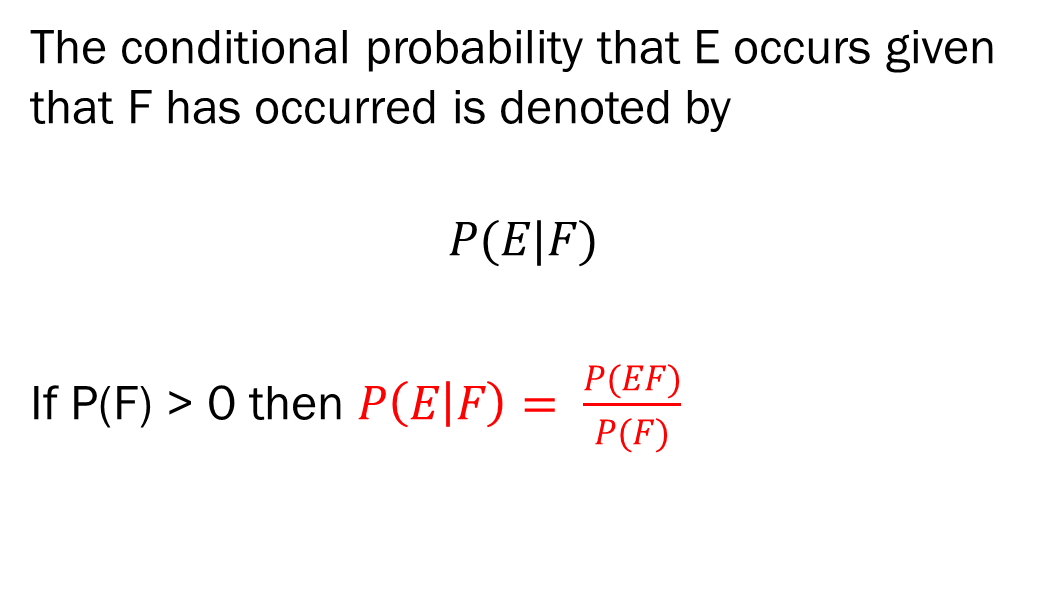 The conditional probability that E occurs given
that F has occurred is denoted by
𝑃(𝐸|𝐹)
If P(F) > 0 then 𝑃(𝐸|𝐹) = 𝑃(𝐸𝐹)/𝑃(𝐹)